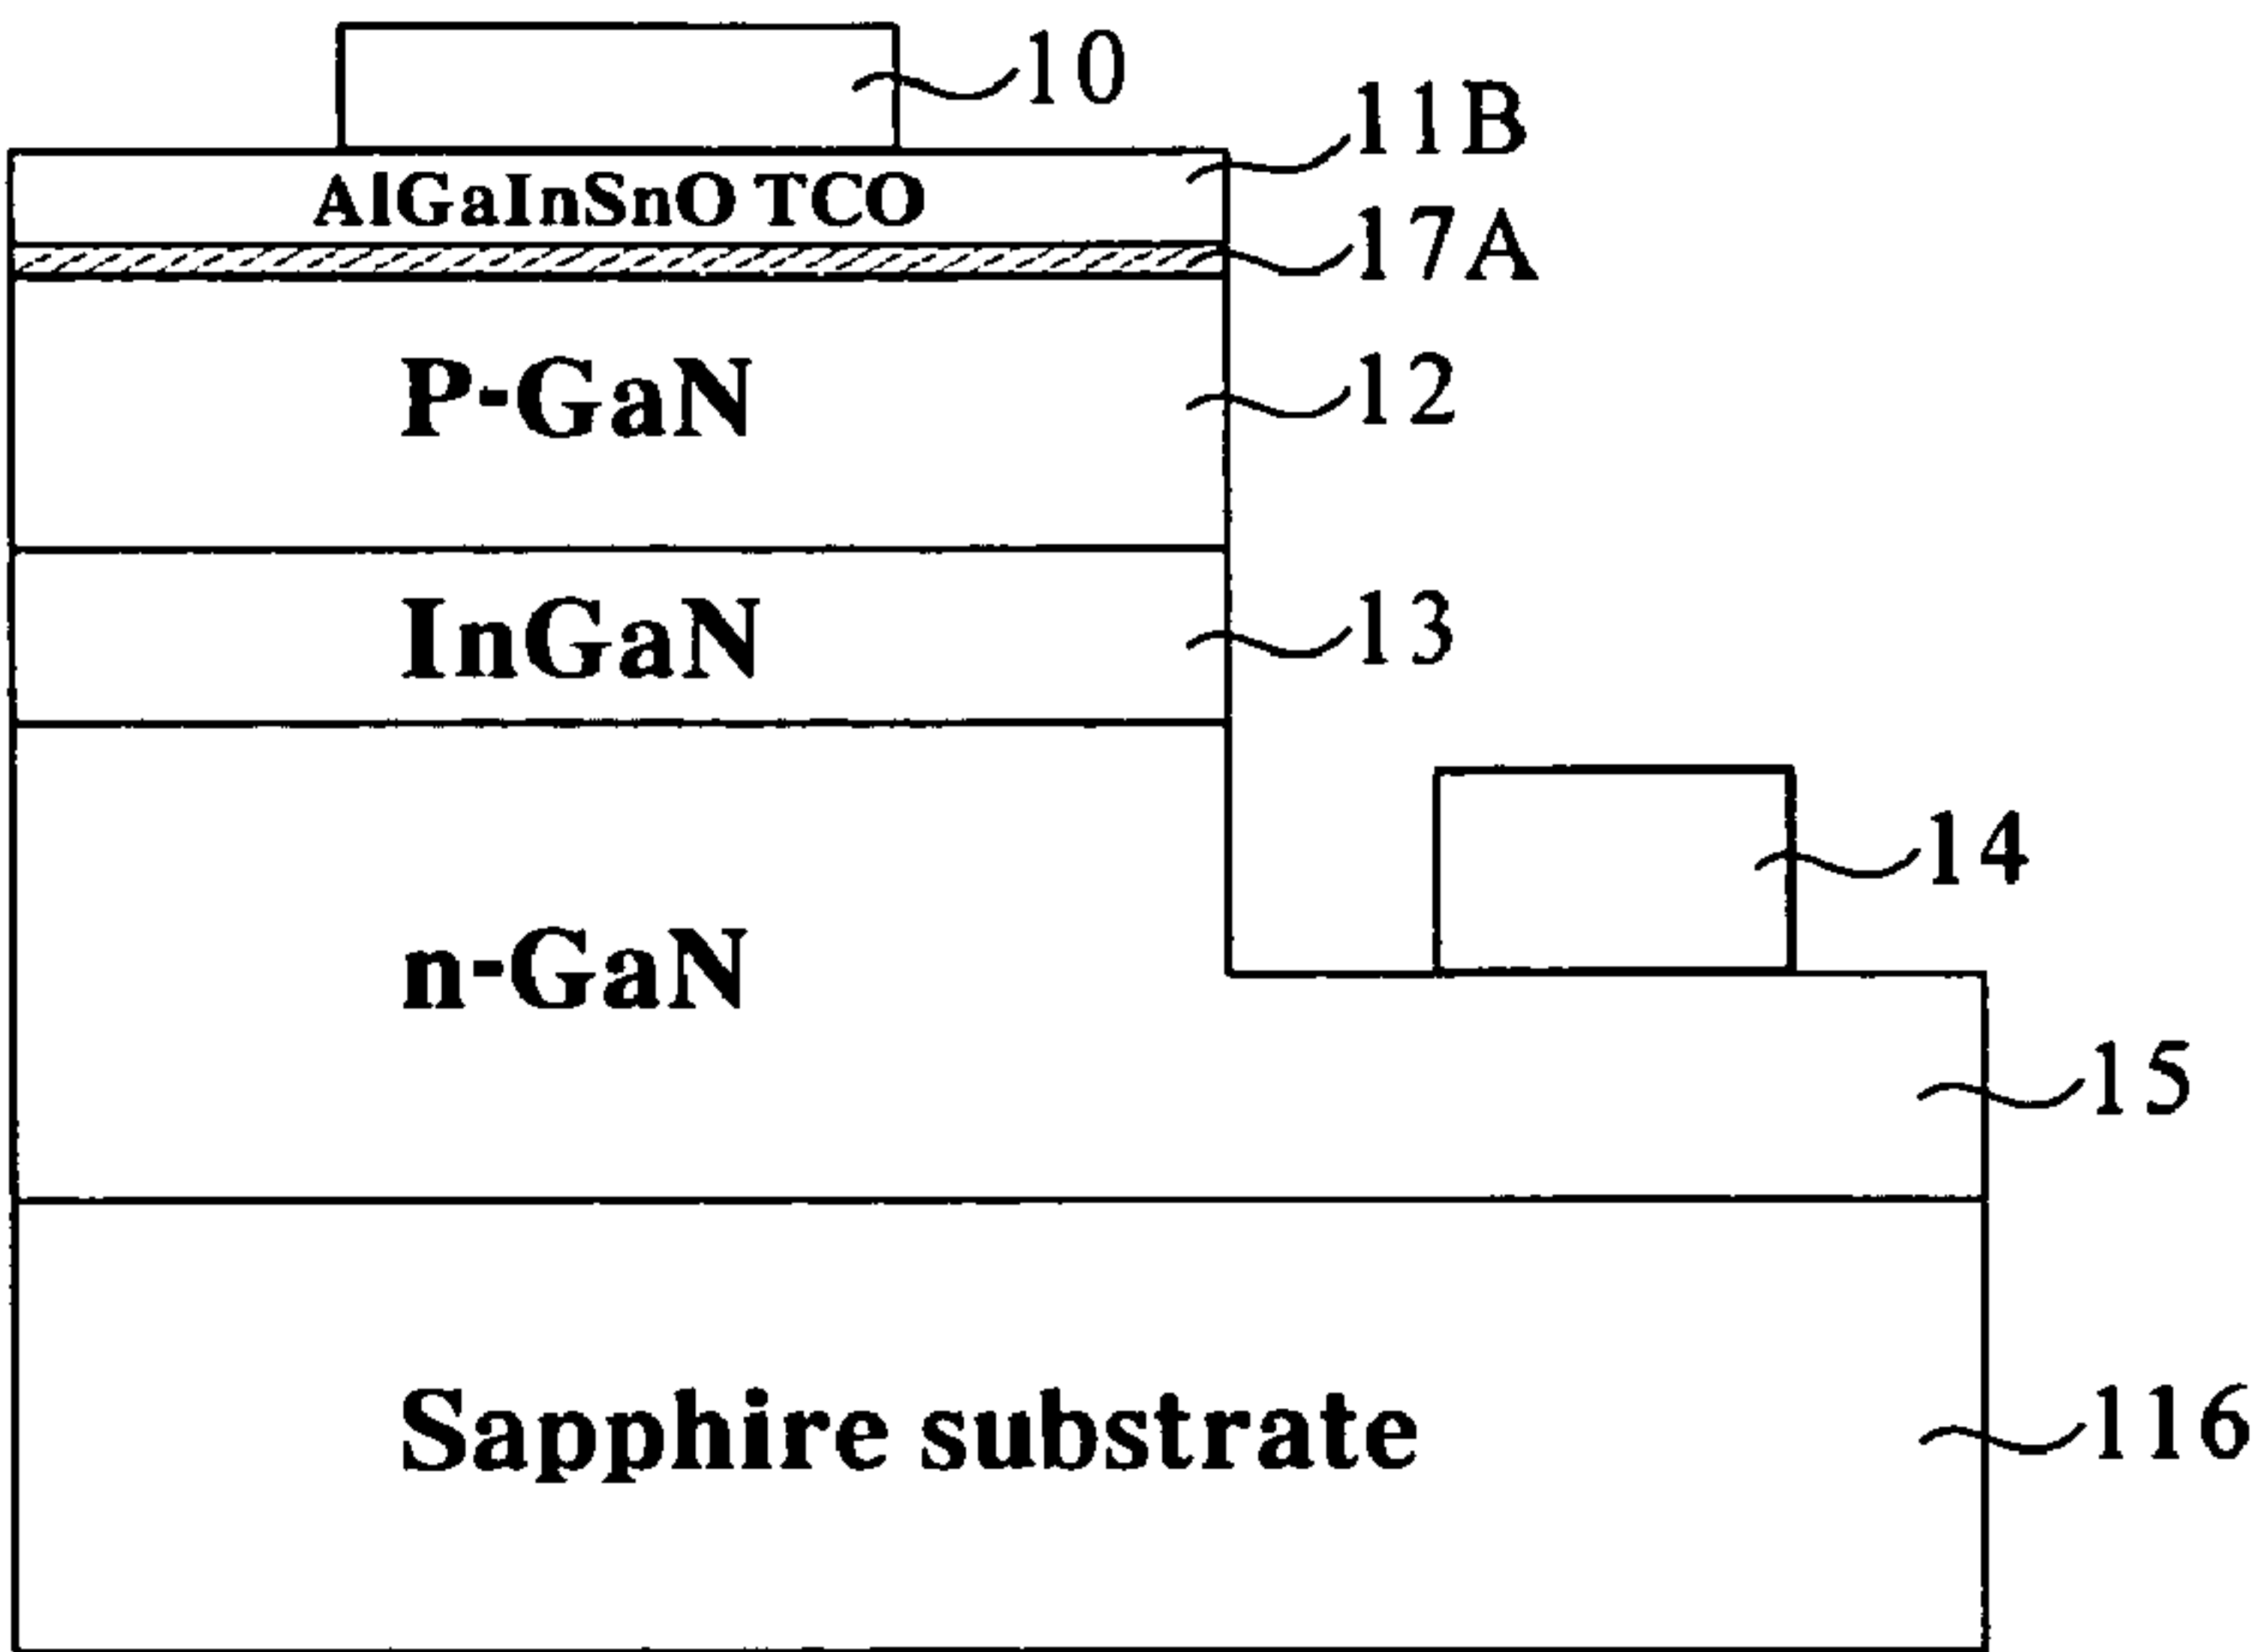 10
11B
AlGaInSnO TCO
17A
P-GaN
12
InGaN
13
14
n-GaN
15
Sapphire substrate
116